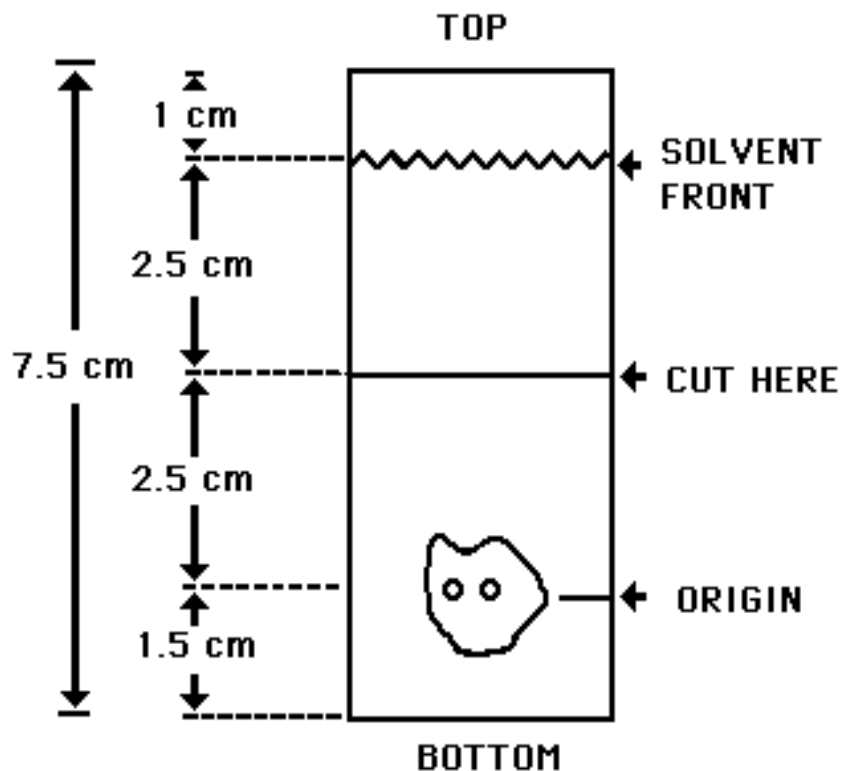 TOP
1 cm
SOLVENT
FRONT
2.5 cm
7.5 cm
CUT HERE
2.5 cm
ORIGIN
1.5 cm
BOTTOM